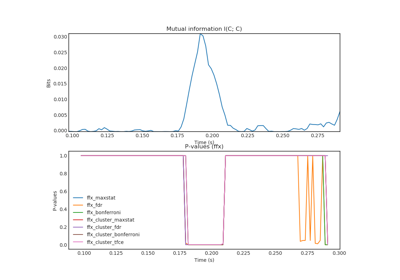 Mutual information I(C; C)
0.030
0.025
0.020
0.015
0.010
0.005
0.000
Bits
0.100 0.125 0.150 0.175 0.200 0.225 0.250 0.275
Time (s)
P-values (ffx)
1.0
0.8
0.6
0.4
0.2
0.0
P-values
ffx_maxstat
ffx_fdr
ffx_bonferroni
ffx_cluster_maxstat
ffx_cluster_fdr
ffx_cluster_bonferroni
ffx_cluster_tfce
0.100 0.125 0.150 0.175 0.200 0.225 0.250 0.275 0.300
Time (s)